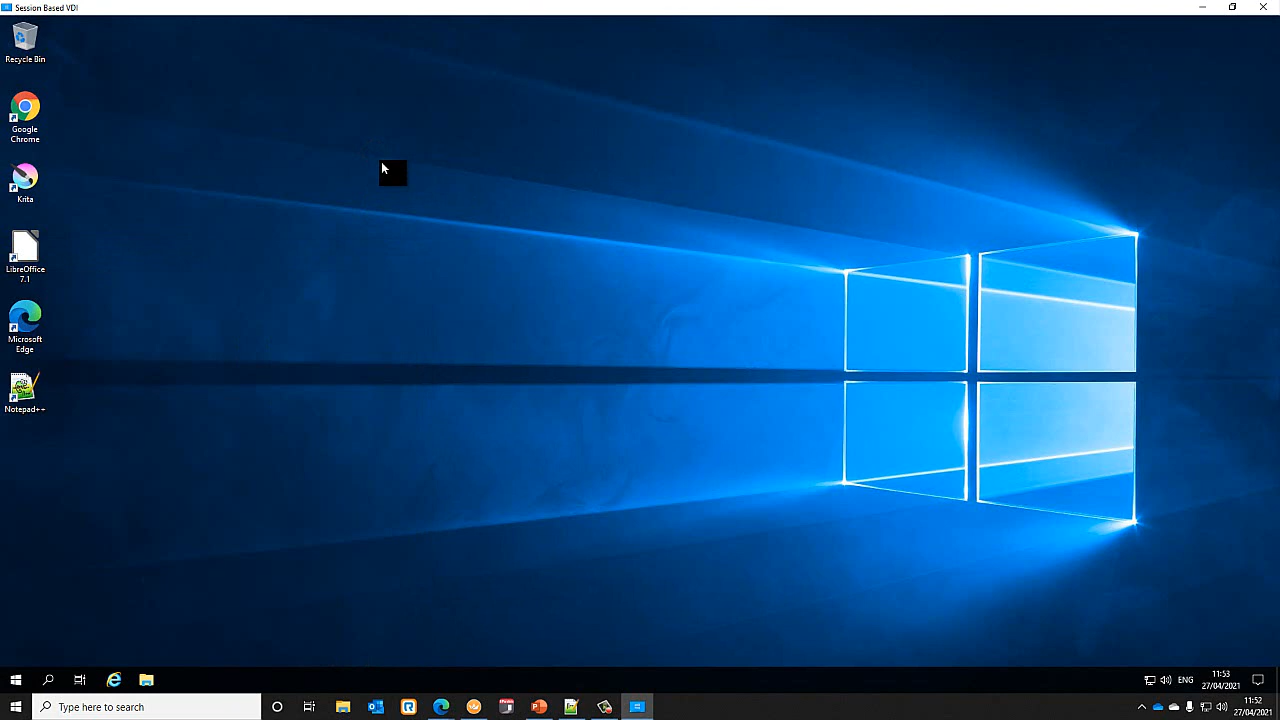 Session Based VDI
Recycle Bin
Google
Chrome
Krita
LibreOffice
7.1
Microsoft
Edge
Notepad++
ENG
11:53
27/04/2021
Type here to search
11:52
27/04/2021